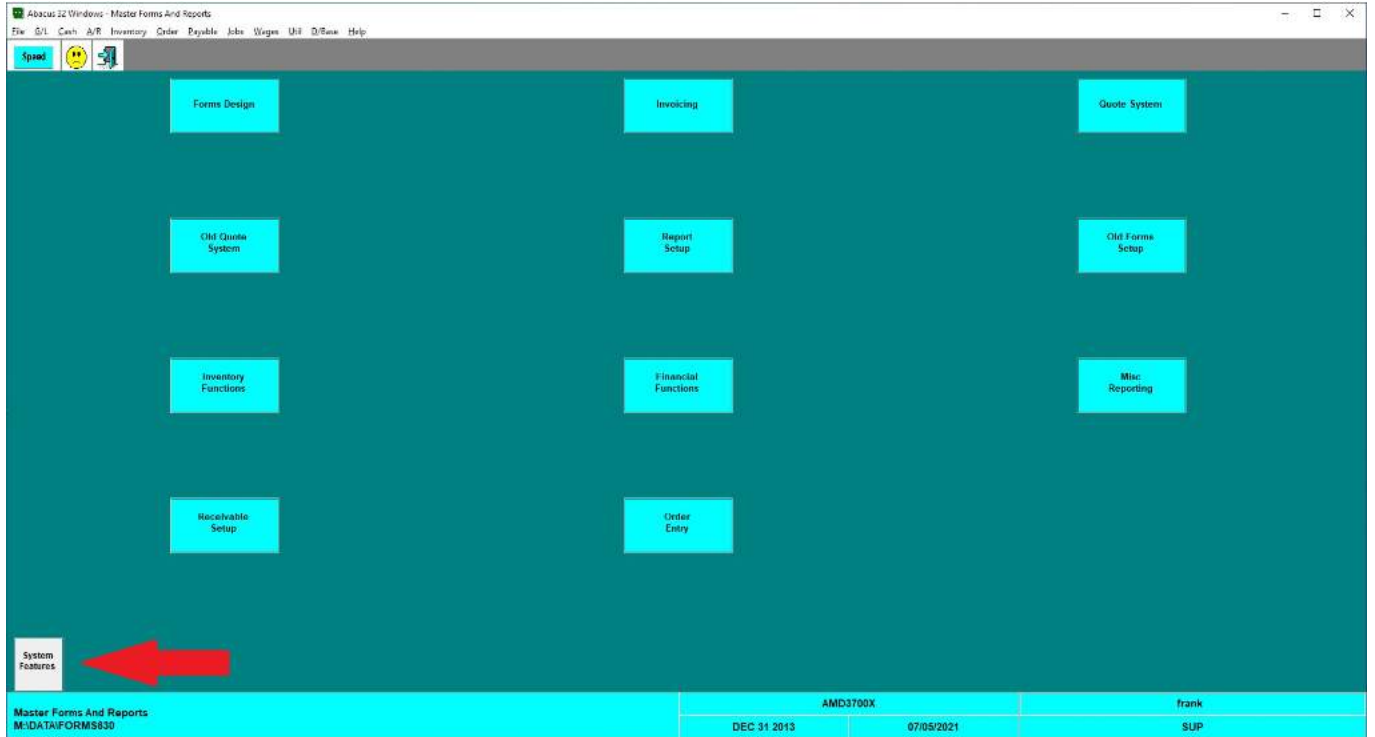 Abacus 32 Windows - Master Forms And Reports
File G/L Cash A/R Inventory Order Payable Jobs Wages Util D/Base Help
Speed
Forms Design
Invoicing
Quote System
Old Quote
System
Report
Setup
Old Forms
Setup
Inventory
Functions
Financial
Functions
Misc
Reporting
Receivable
Setup
Order
Entry
System
Features
Master Forms And Reports
M:\DATA\FORMS630
AMD3700X
frank
DEC 31 2013
07/05/2021
SUP